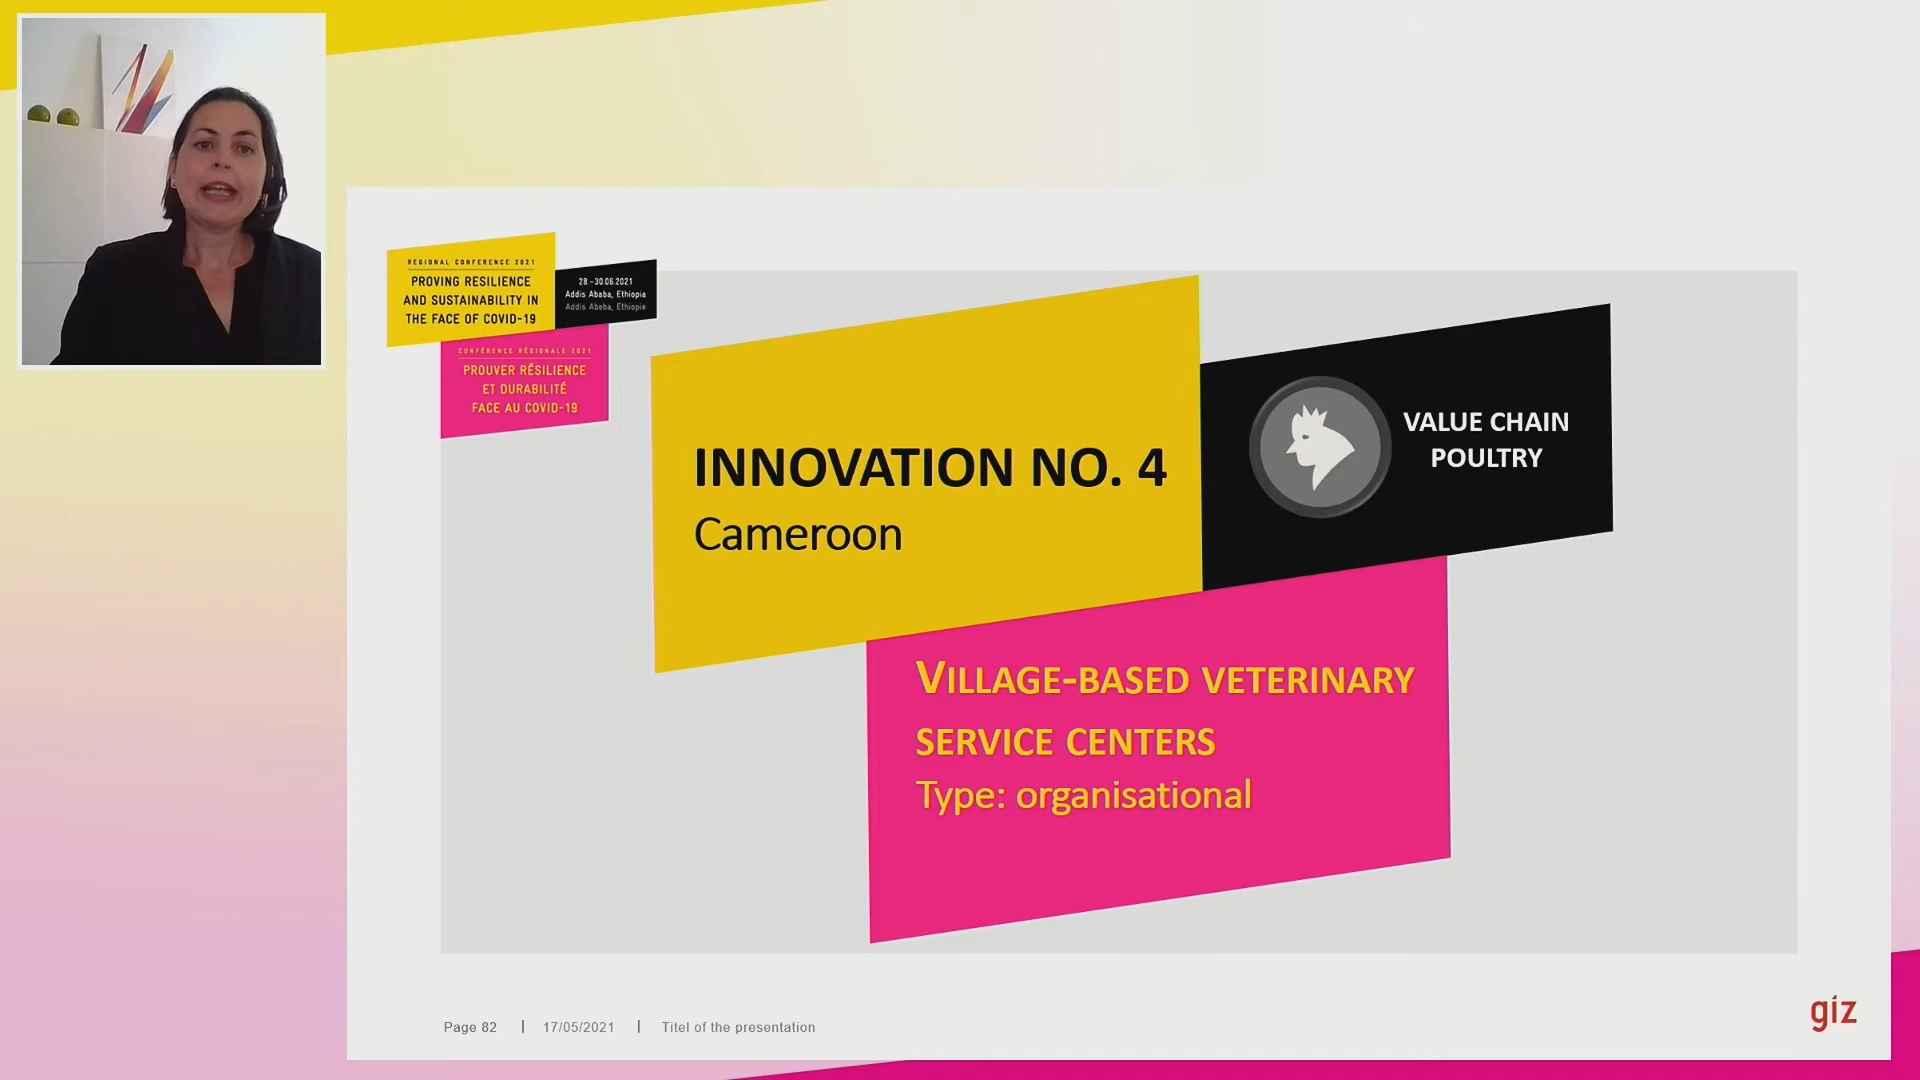 REGIONAL CONFERENCE 2021
PROVING RESILIENCE
AND SUSTAINABILITY IN
THE FACE OF COVID-19
28.–30.06.2021
Addis Ababa, Ethiopia
Addis Abeba, Ethiopie
CONFÉRENCE RÉGIONALE 2021
PROUVER RÉSILIENCE
ET DURABILITÉ
FACE AU COVID-19
INNOVATION NO. 4
Cameroon
VALUE CHAIN
POULTRY
VILLAGE-BASED VETERINARY
SERVICE CENTERS
Type: organisational
Page 82 | 17/05/2021 | Titel of the presentation
giz